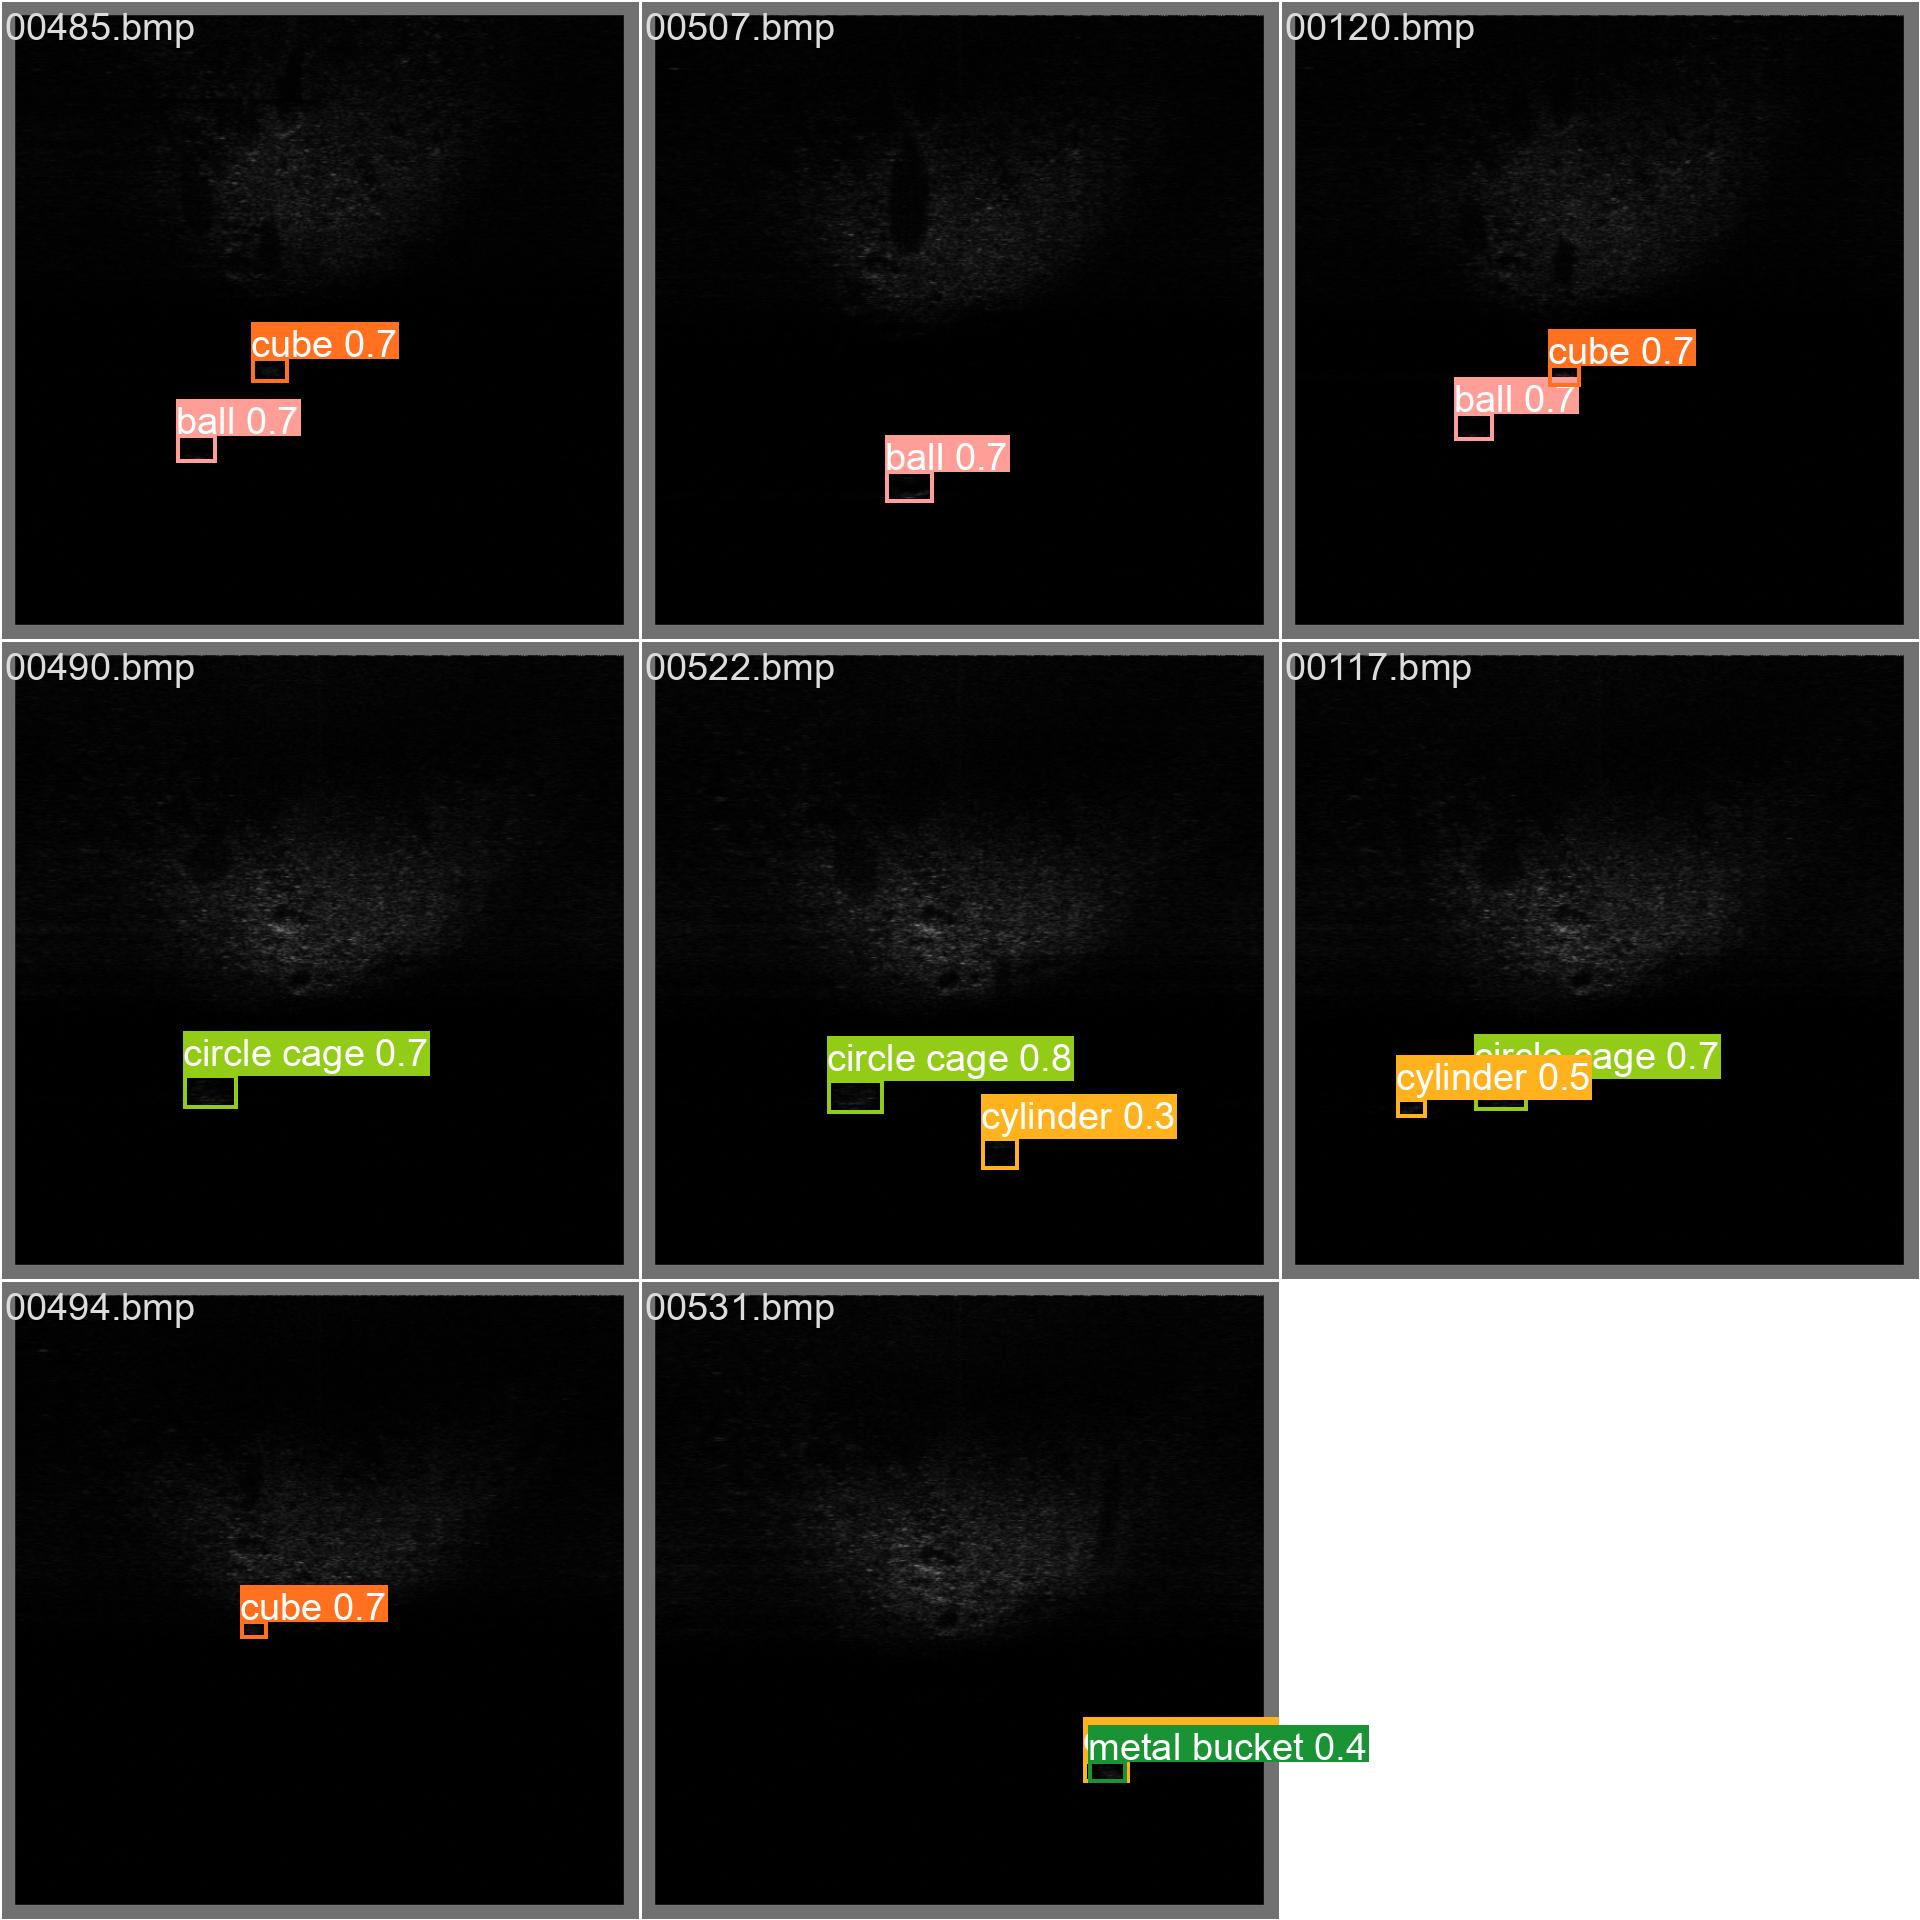 00485.bmp
00507.bmp
00120.bmp
cube 0.7
ball 0.7
ball 0.7
cube 0.7
ball 0.7
00490.bmp
00522.bmp
00117.bmp
circle cage 0.7
circle cage 0.8
cylinder 0.3
circle cage 0.7
cylinder 0.5
00494.bmp
00531.bmp
cube 0.7
metal bucket 0.4